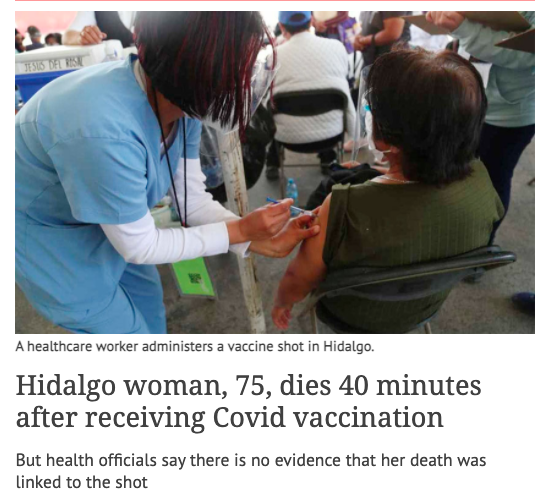 JESUS DEL ROSAL
A healthcare worker administers a vaccine shot in Hidalgo.
Hidalgo woman, 75, dies 40 minutes
after receiving Covid vaccination
But health officials say there is no evidence that her death was
linked to the shot